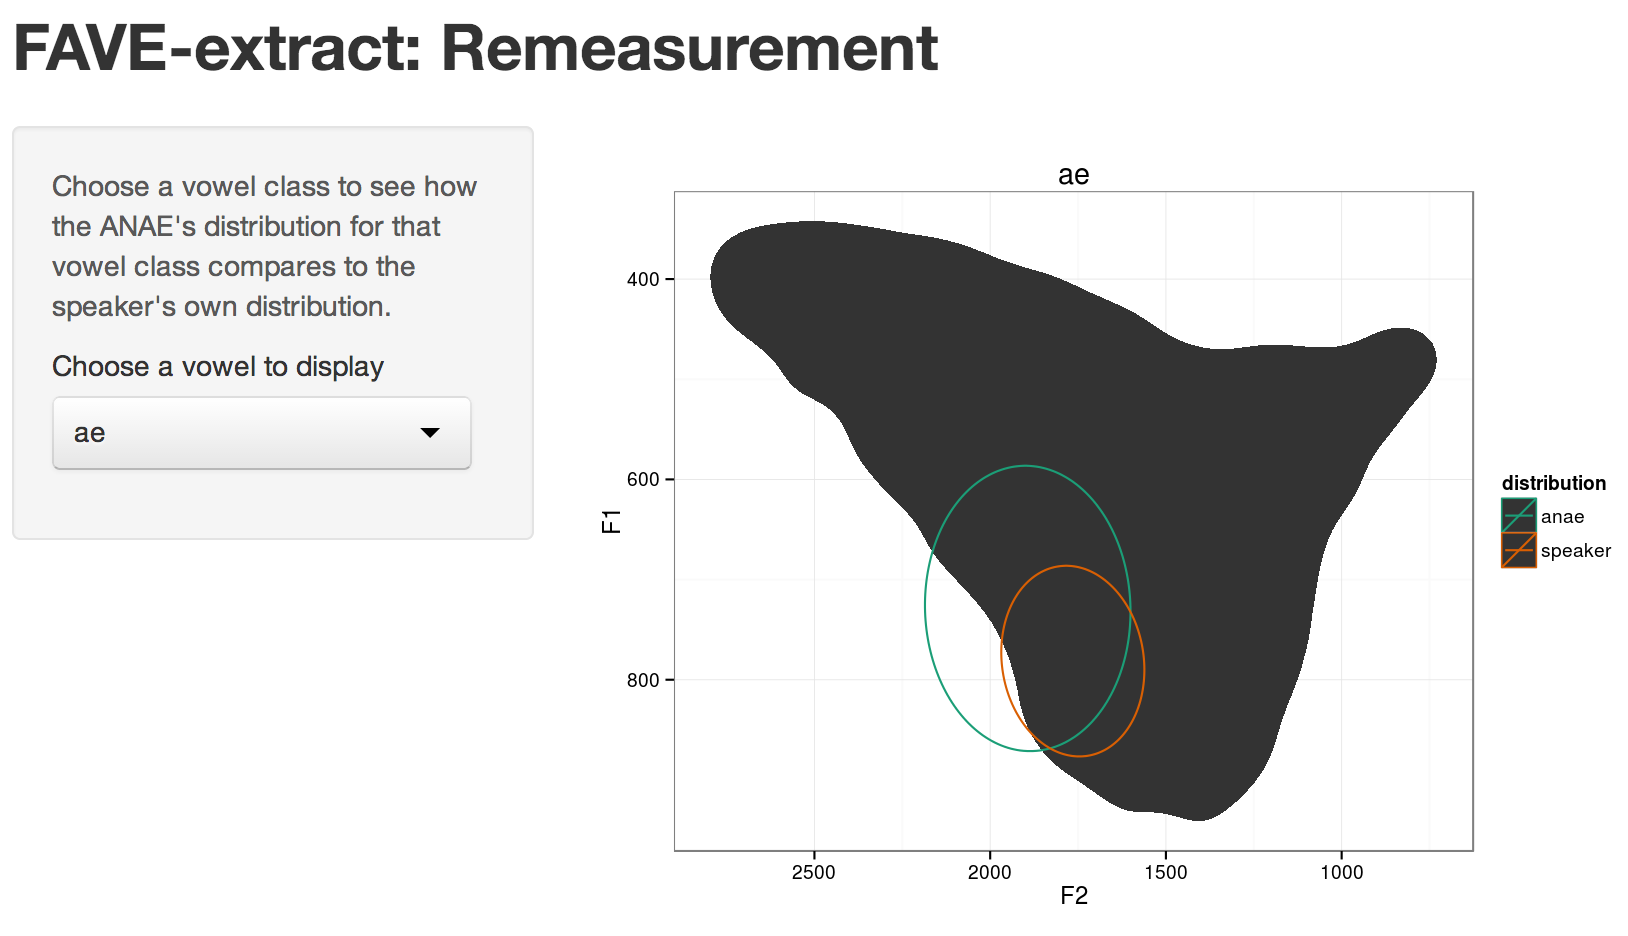 FAVE-extract: Remeasurement
Choose a vowel class to see how
the ANAE's distribution for that
vowel class compares to the
speaker's own distribution.
Choose a vowel to display
ae
ae
400
600
800
F1
2500
2000
1500
1000
F2
distribution
anae
speaker